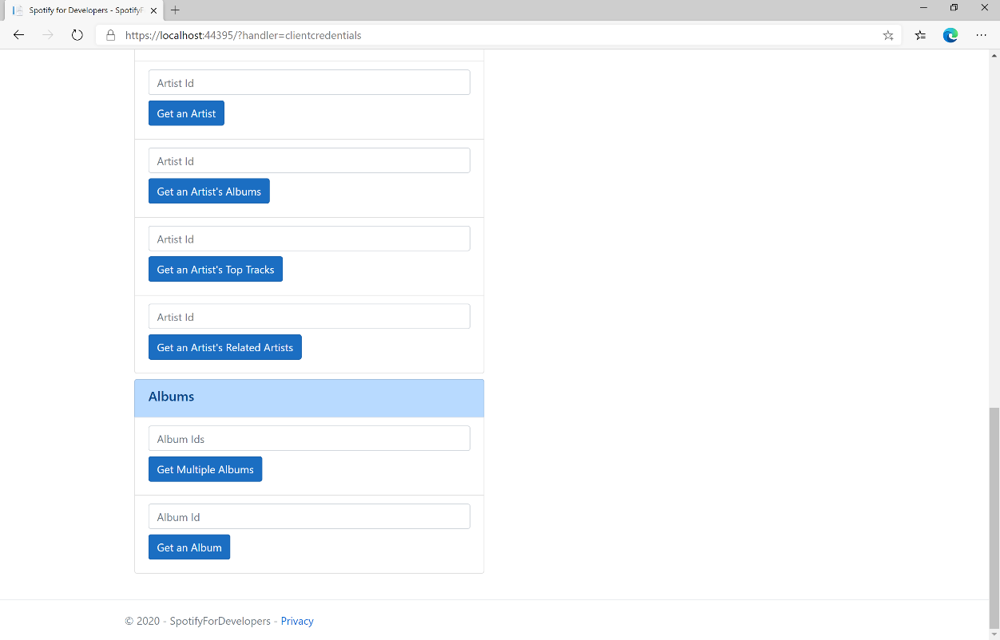 Spotify for Developers - SpotifyF
https://localhost:44395/?handler=clientcredentials
Artist Id
Get an Artist
Artist Id
Get an Artist's Albums
Artist Id
Get an Artist's Top Tracks
Artist Id
Get an Artist's Related Artists
Albums
Album Ids
Get Multiple Albums
Album Id
Get an Album
© 2020 - SpotifyForDevelopers - Privacy